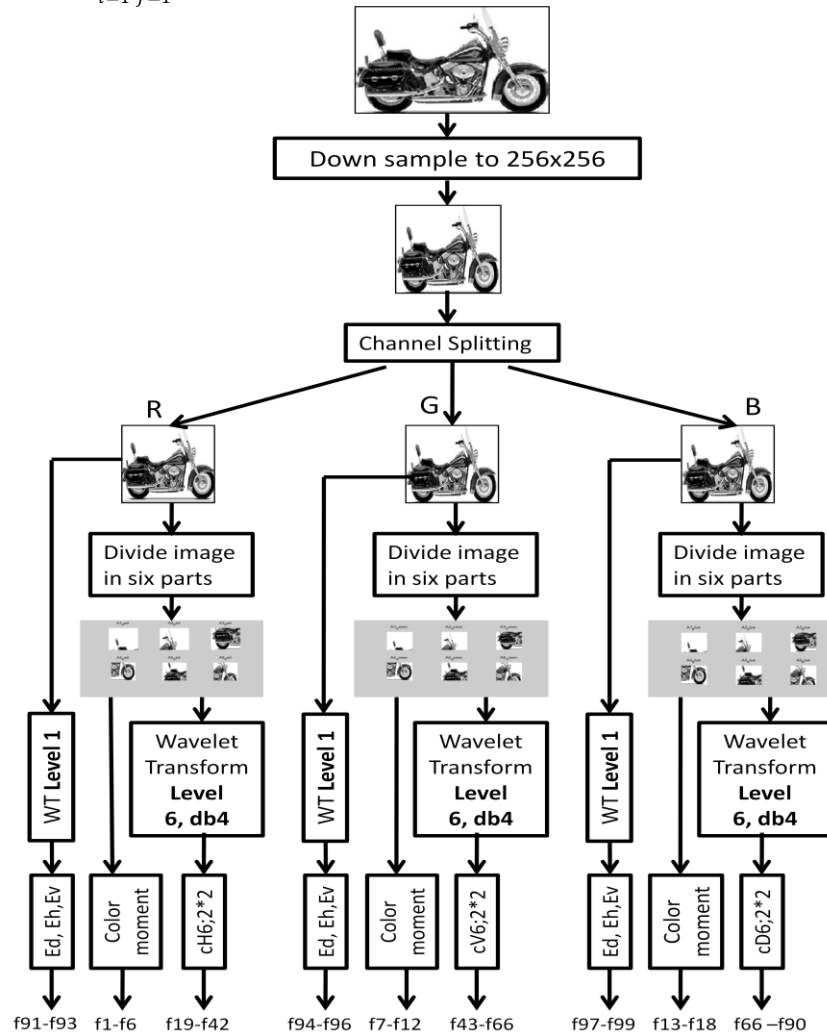 Down sample to 256x256
Channel Splitting
R
G
B
Divide image
in six parts
Divide image
in six parts
Divide image
in six parts
WT Level 1
Wavelet
Transform
Level
6, db4
WT Level 1
Wavelet
Transform
Level
6, db4
WT Level 1
Wavelet
Transform
Level
6, db4
Ed, Eh,Ev
Color
moment
cH6;2*2
Ed, Eh,Ev
Color
moment
cV6;2*2
Ed, Eh,Ev
Color
moment
cD6;2*2
f91-f93 f1-f6 f19-f42 f94-f96 f7-f12 f43-f66 f97-f99 f13-f18 f66 –f90